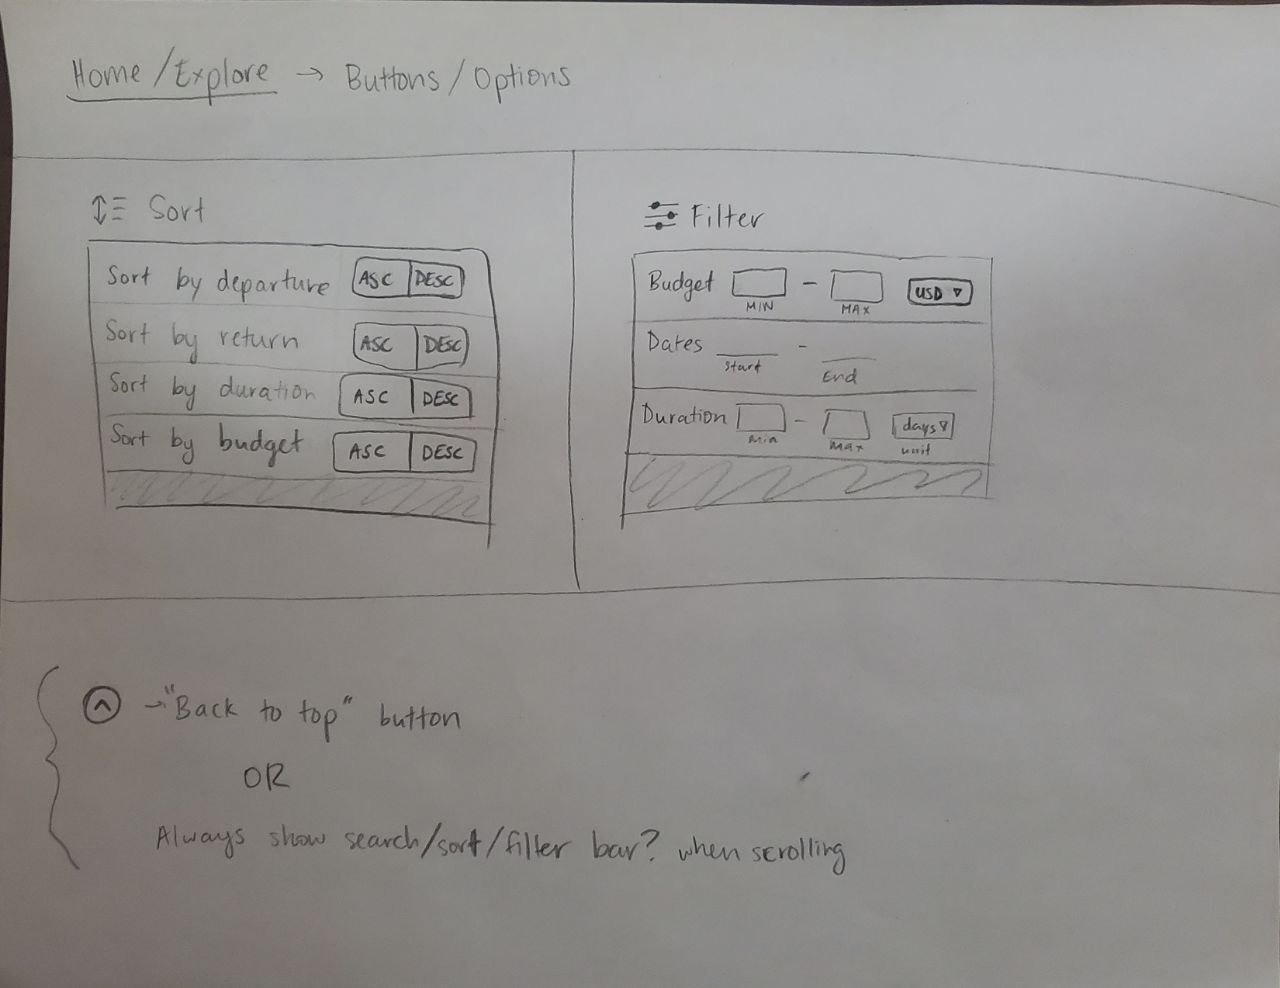 Home/Explore → Buttons/Options
Sort
Sort by departure ASC DESC
Sort by return ASC DESC
Sort by duration ASC DESC
Sort by budget ASC DESC
Filter
Budget - USD
MIN MAX
Dates -
Start End
Duration - days
Min Max unit
→ "Back to top" button
OR
Always show search/sort/filter bar? when scrolling